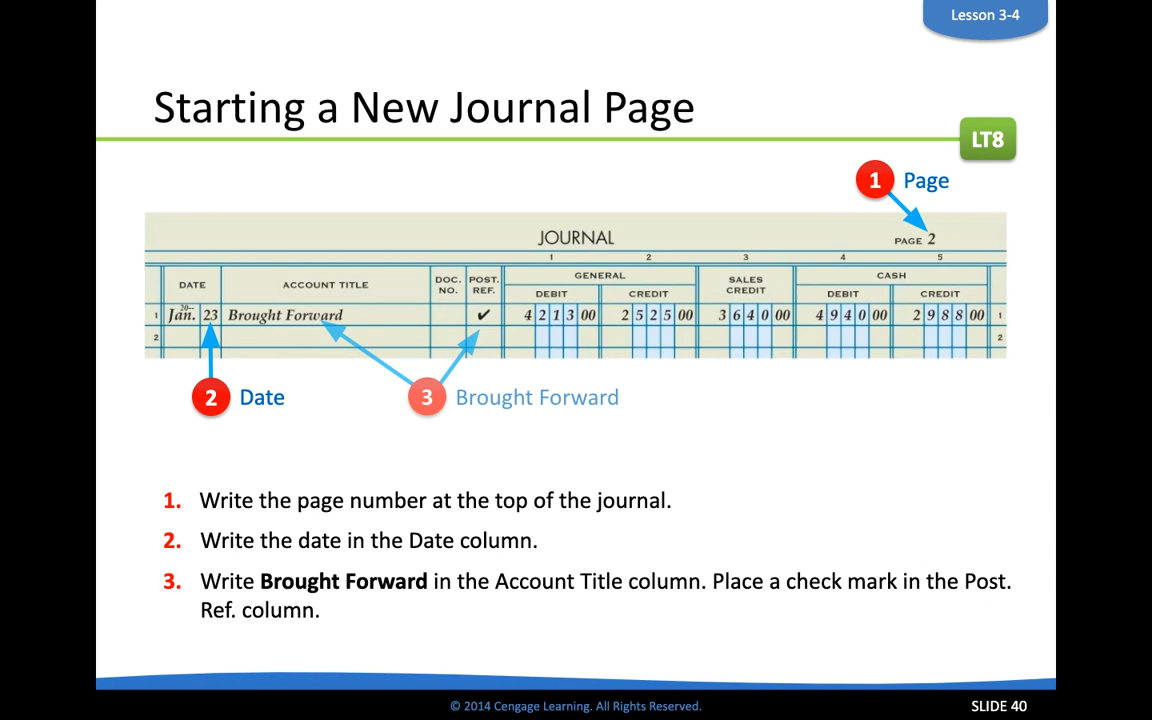 Lesson 3-4
Starting a New Journal Page
LT8
1 Page
JOURNAL PAGE 2
1 2 3 4 5
DATE ACCOUNT TITLE DOC. NO. POST. REF. GENERAL SALES CREDIT CASH
DEBIT CREDIT DEBIT CREDIT
20--
1 Jan. 23 Brought Forward ✔ 4 2 1 3 00 2 5 2 5 00 3 6 4 0 00 4 9 4 0 00 2 9 8 8 00 1
2 2
2 Date 3 Brought Forward
1. Write the page number at the top of the journal.
2. Write the date in the Date column.
3. Write Brought Forward in the Account Title column. Place a check mark in the Post.
Ref. column.
© 2014 Cengage Learning. All Rights Reserved. SLIDE 40